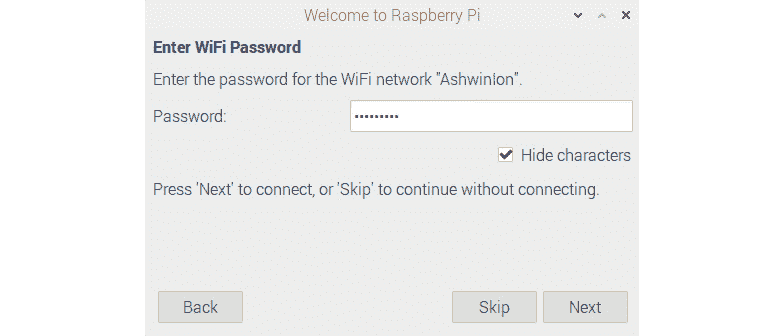 Welcome to Raspberry Pi
Enter WiFi Password
Enter the password for the WiFi network "AshwinIon".
Password: •••••••••
Hide characters
Press 'Next' to connect, or 'Skip' to continue without connecting.
Back Skip Next